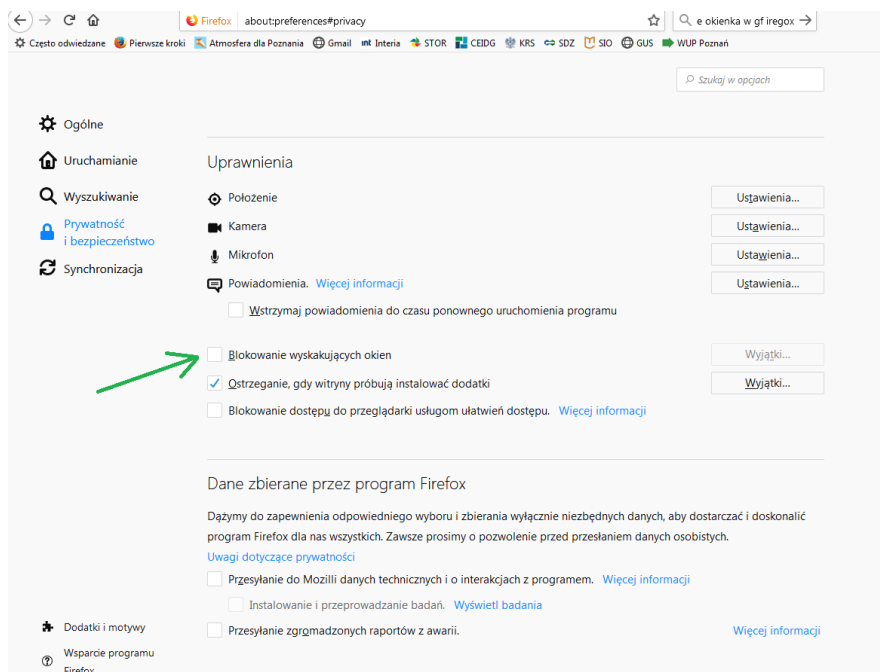 Firefox about:preferences#privacy e okienka w gf iregox
Często odwiedzane Pierwsze kroki Atmosfera dla Poznania Gmail int Interia STOR CEIDG KRS SDZ SIO GUS WUP Poznań
Szukaj w opcjach
Ogólne
Uruchamianie
Wyszukiwanie
Prywatność
i bezpieczeństwo
Synchronizacja
Uprawnienia
Położenie Ustawienia...
Kamera Ustawienia...
Mikrofon Ustawienia...
Powiadomienia. Więcej informacji Ustawienia...
Wstrzymaj powiadomienia do czasu ponownego uruchomienia programu
Blokowanie wyskakujących okien Wyjątki...
Ostrzeganie, gdy witryny próbują instalować dodatki Wyjątki...
Blokowanie dostępu do przeglądarki usługom ułatwień dostępu. Więcej informacji
Dane zbierane przez program Firefox
Dążymy do zapewnienia odpowiedniego wyboru i zbierania wyłącznie niezbędnych danych, aby dostarczać i doskonalić
program Firefox dla nas wszystkich. Zawsze prosimy o pozwolenie przed przesłaniem danych osobistych.
Uwagi dotyczące prywatności
Przesyłanie do Mozilli danych technicznych i o interakcjach z programem. Więcej informacji
Instalowanie i przeprowadzanie badań. Wyświetl badania
Przesyłanie zgromadzonych raportów z awarii. Więcej informacji
Dodatki i motywy
Wsparcie programu
Firefox